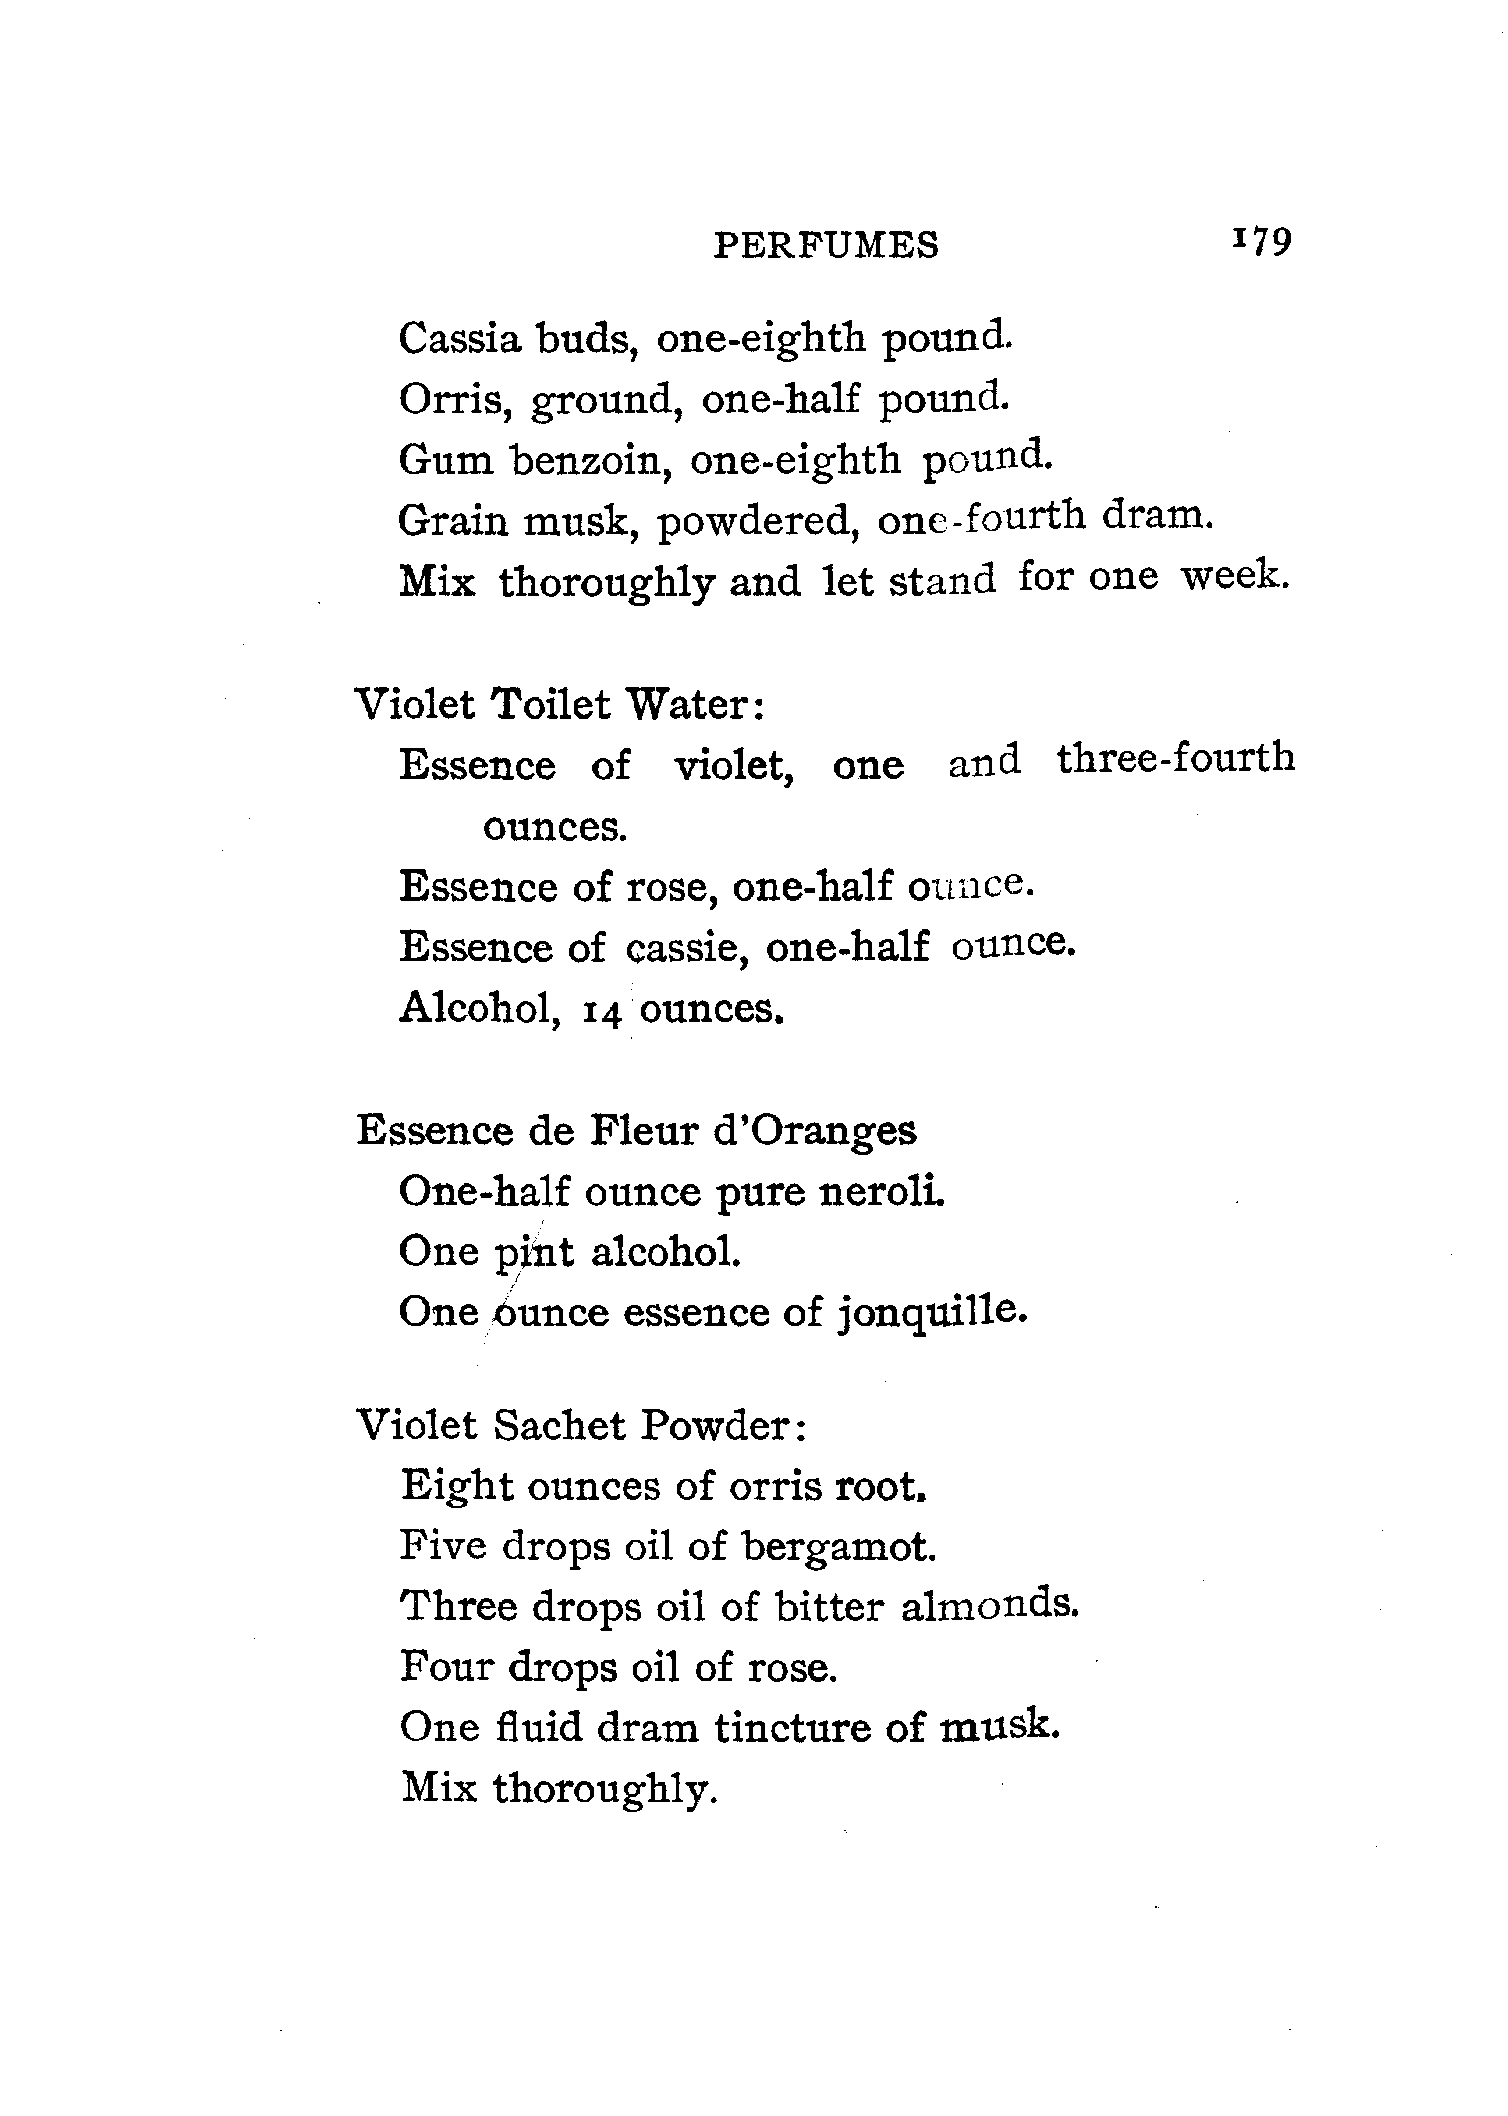 PERFUMES 179
Cassia buds, one-eighth pound.
Orris, ground, one-half pound.
Gum benzoin, one-eighth pound.
Grain musk, powdered, one-fourth dram.
Mix thoroughly and let stand for one week.
Violet Toilet Water:
Essence of violet, one and three-fourth
ounces.
Essence of rose, one-half ounce.
Essence of cassie, one-half ounce.
Alcohol, 14 ounces.
Essence de Fleur d'Oranges
One-half ounce pure neroli.
One pint alcohol.
One ounce essence of jonquille.
Violet Sachet Powder:
Eight ounces of orris root.
Five drops oil of bergamot.
Three drops oil of bitter almonds.
Four drops oil of rose.
One fluid dram tincture of musk.
Mix thoroughly.